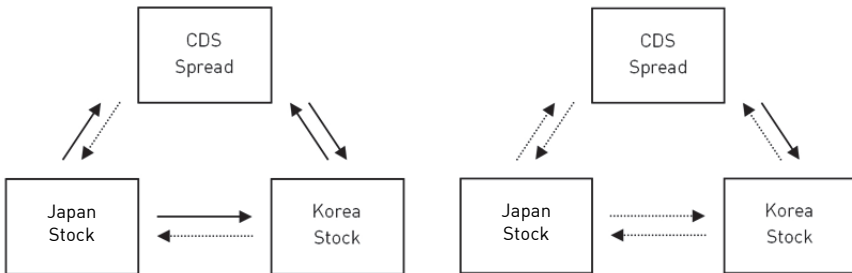 CDS
Spread
CDS
Spread
Japan
Stock
Korea
Stock
Japan
Stock
Korea
Stock